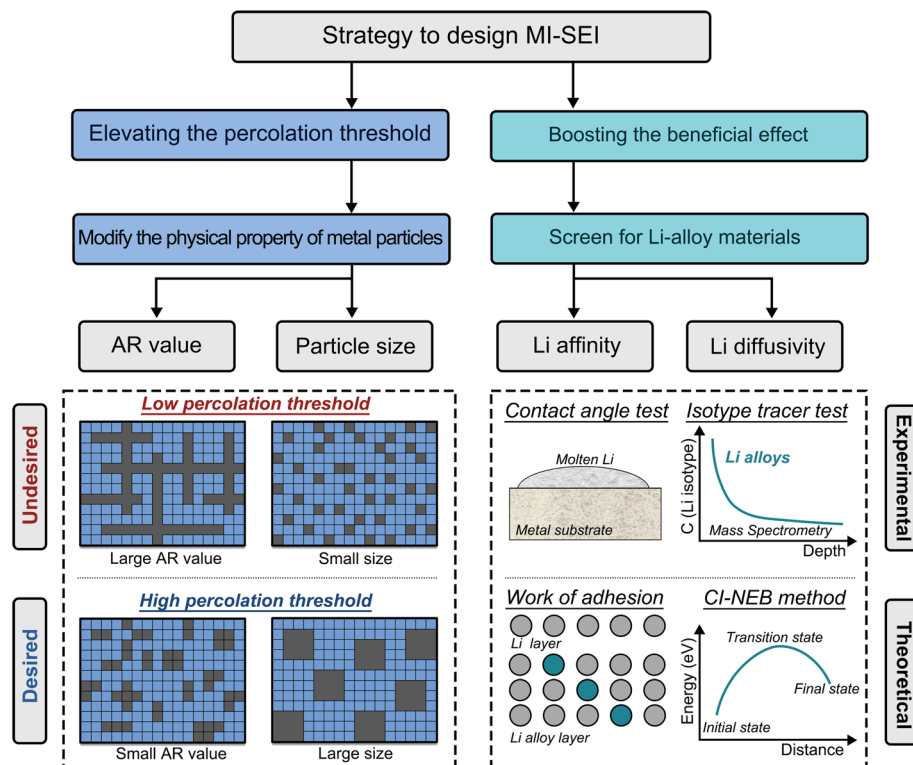 Strategy to design MI-SEI
Elevating the percolation threshold
Boosting the beneficial effect
Modify the physical property of metal particles
Screen for Li-alloy materials
AR value
Particle size
Li affinity
Li diffusivity
Undesired
Low percolation threshold
Large AR value
Small size
Desired
High percolation threshold
Small AR value
Large size
Contact angle test
Molten Li
Metal substrate
Isotype tracer test
C (Li isotype)
Li alloys
Mass Spectrometry
Depth
Experimental
Work of adhesion
Li layer
Li alloy layer
CI-NEB method
Energy (eV)
Transition state
Final state
Initial state
Distance
Theoretical